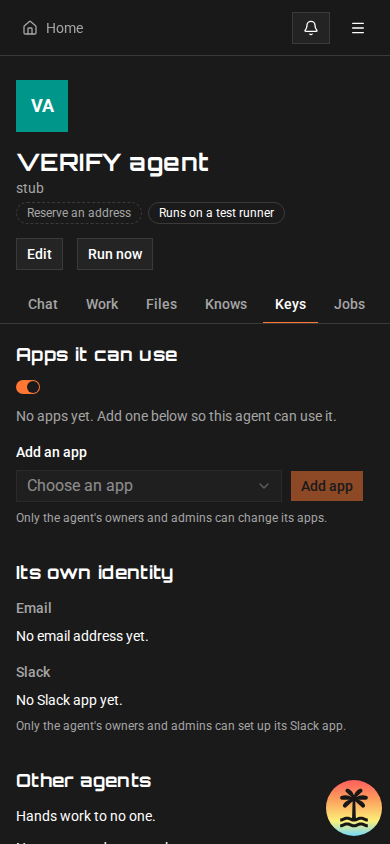 Home
VA
VERIFY agent
stub
Reserve an address
Runs on a test runner
Edit
Run now
Chat
Work
Files
Knows
Keys
Jobs
Apps it can use
No apps yet. Add one below so this agent can use it.
Add an app
Choose an app
Add app
Only the agent's owners and admins can change its apps.
Its own identity
Email
No email address yet.
Slack
No Slack app yet.
Only the agent's owners and admins can set up its Slack app.
Other agents
Hands work to no one.